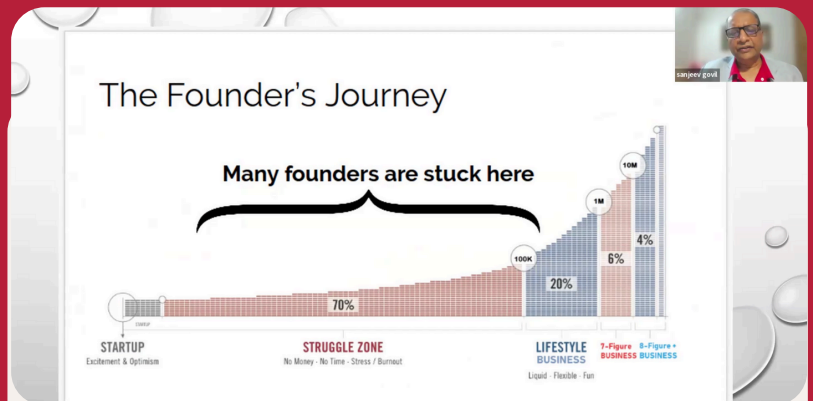 sanjeev govil
The Founder's Journey
Many founders are stuck here
10M
1M
100K
4%
6%
20%
70%
STARTUP
STARTUP
Excitement & Optimism
STRUGGLE ZONE
No Money - No Time - Stress / Burnout
LIFESTYLE
BUSINESS
Liquid - Flexible - Fun
7-Figure
BUSINESS
8-Figure +
BUSINESS